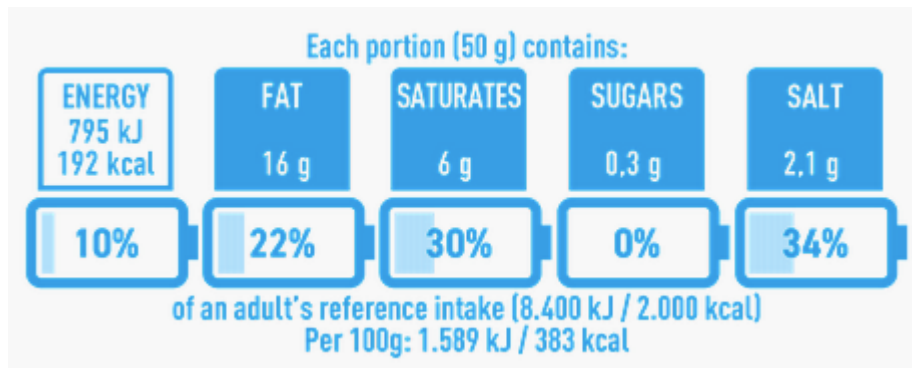 Each portion (50 g) contains:
ENERGY
795 kJ
192 kcal
FAT
16 g
SATURATES
6 g
SUGARS
0,3 g
SALT
2,1 g
10%
22%
30%
0%
34%
of an adult's reference intake (8.400 kJ / 2.000 kcal)
Per 100g: 1.589 kJ / 383 kcal